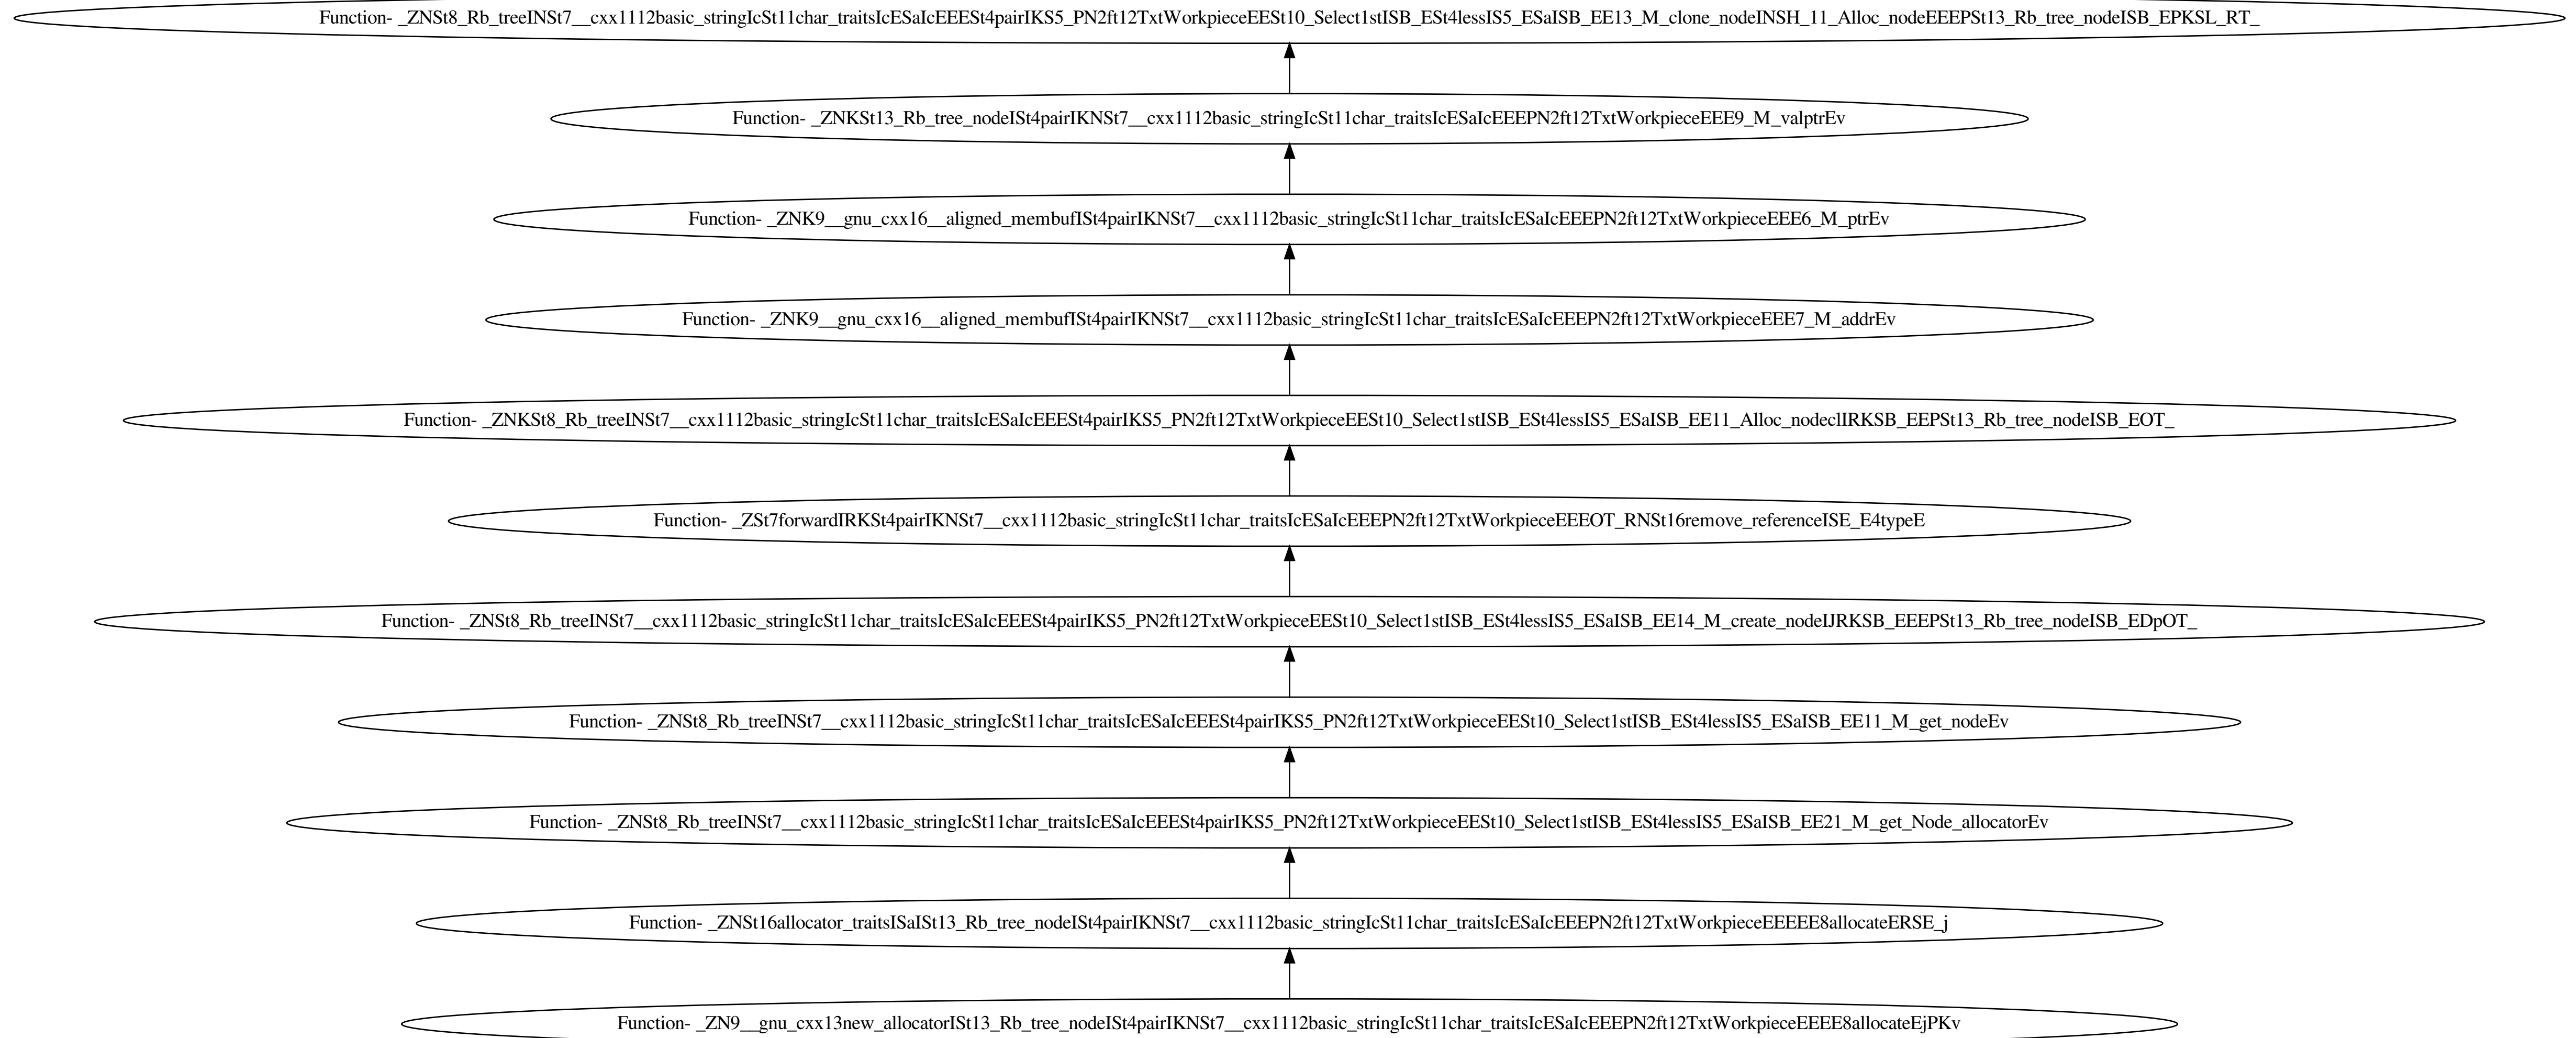 Function- _ZNSt8_Rb_treeINSt7__cxx1112basic_stringIcSt11char_traitsIcESaIcEEESt4pairIKS5_PN2ft12TxtWorkpieceEESt10_Select1stISB_ESt4lessIS5_ESaISB_EE13_M_clone_nodeINSH_11_Alloc_nodeEEEPSt13_Rb_tree_nodeISB_EPKSL_RT_
Function- _ZNKSt13_Rb_tree_nodeISt4pairIKNSt7__cxx1112basic_stringIcSt11char_traitsIcESaIcEEEPN2ft12TxtWorkpieceEEE9_M_valptrEv
Function- _ZNK9__gnu_cxx16__aligned_membufISt4pairIKNSt7__cxx1112basic_stringIcSt11char_traitsIcESaIcEEEPN2ft12TxtWorkpieceEEE6_M_ptrEv
Function- _ZNK9__gnu_cxx16__aligned_membufISt4pairIKNSt7__cxx1112basic_stringIcSt11char_traitsIcESaIcEEEPN2ft12TxtWorkpieceEEE7_M_addrEv
Function- _ZNKSt8_Rb_treeINSt7__cxx1112basic_stringIcSt11char_traitsIcESaIcEEESt4pairIKS5_PN2ft12TxtWorkpieceEESt10_Select1stISB_ESt4lessIS5_ESaISB_EE11_Alloc_nodeclIRKSB_EEPSt13_Rb_tree_nodeISB_EOT_
Function- _ZSt7forwardIRKSt4pairIKNSt7__cxx1112basic_stringIcSt11char_traitsIcESaIcEEEPN2ft12TxtWorkpieceEEEOT_RNSt16remove_referenceISE_E4typeE
Function- _ZNSt8_Rb_treeINSt7__cxx1112basic_stringIcSt11char_traitsIcESaIcEEESt4pairIKS5_PN2ft12TxtWorkpieceEESt10_Select1stISB_ESt4lessIS5_ESaISB_EE14_M_create_nodeIJRKSB_EEEPSt13_Rb_tree_nodeISB_EDpOT_
Function- _ZNSt8_Rb_treeINSt7__cxx1112basic_stringIcSt11char_traitsIcESaIcEEESt4pairIKS5_PN2ft12TxtWorkpieceEESt10_Select1stISB_ESt4lessIS5_ESaISB_EE11_M_get_nodeEv
Function- _ZNSt8_Rb_treeINSt7__cxx1112basic_stringIcSt11char_traitsIcESaIcEEESt4pairIKS5_PN2ft12TxtWorkpieceEESt10_Select1stISB_ESt4lessIS5_ESaISB_EE21_M_get_Node_allocatorEv
Function- _ZNSt16allocator_traitsISaISt13_Rb_tree_nodeISt4pairIKNSt7__cxx1112basic_stringIcSt11char_traitsIcESaIcEEEPN2ft12TxtWorkpieceEEEEE8allocateERSE_j
Function- _ZN9__gnu_cxx13new_allocatorISt13_Rb_tree_nodeISt4pairIKNSt7__cxx1112basic_stringIcSt11char_traitsIcESaIcEEEPN2ft12TxtWorkpieceEEEE8allocateEjPKv